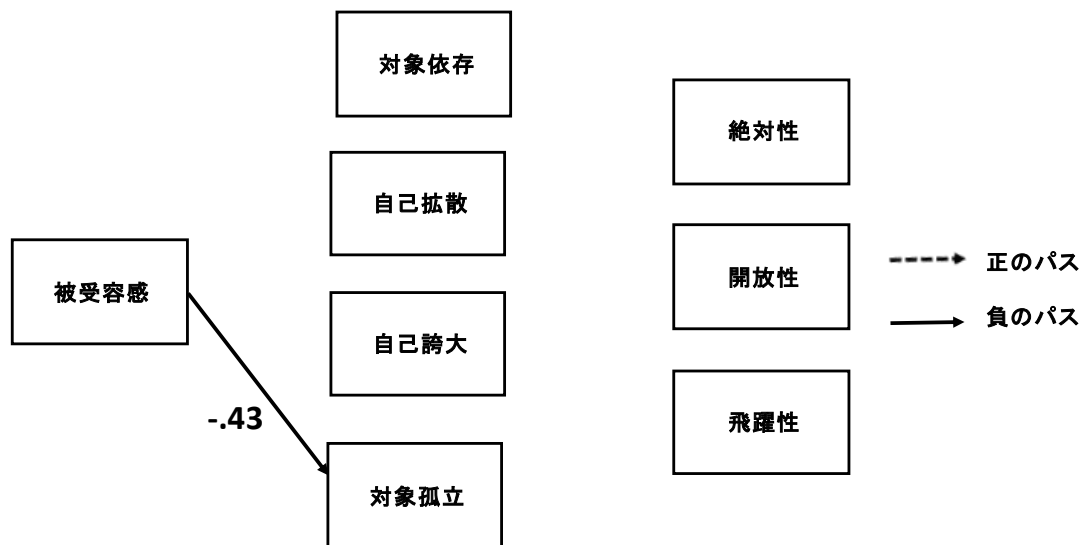 対象依存
絶対性
自己拡散
被受容感
開放性
正のパス
負のパス
自己誇大
-.43
飛躍性
対象孤立